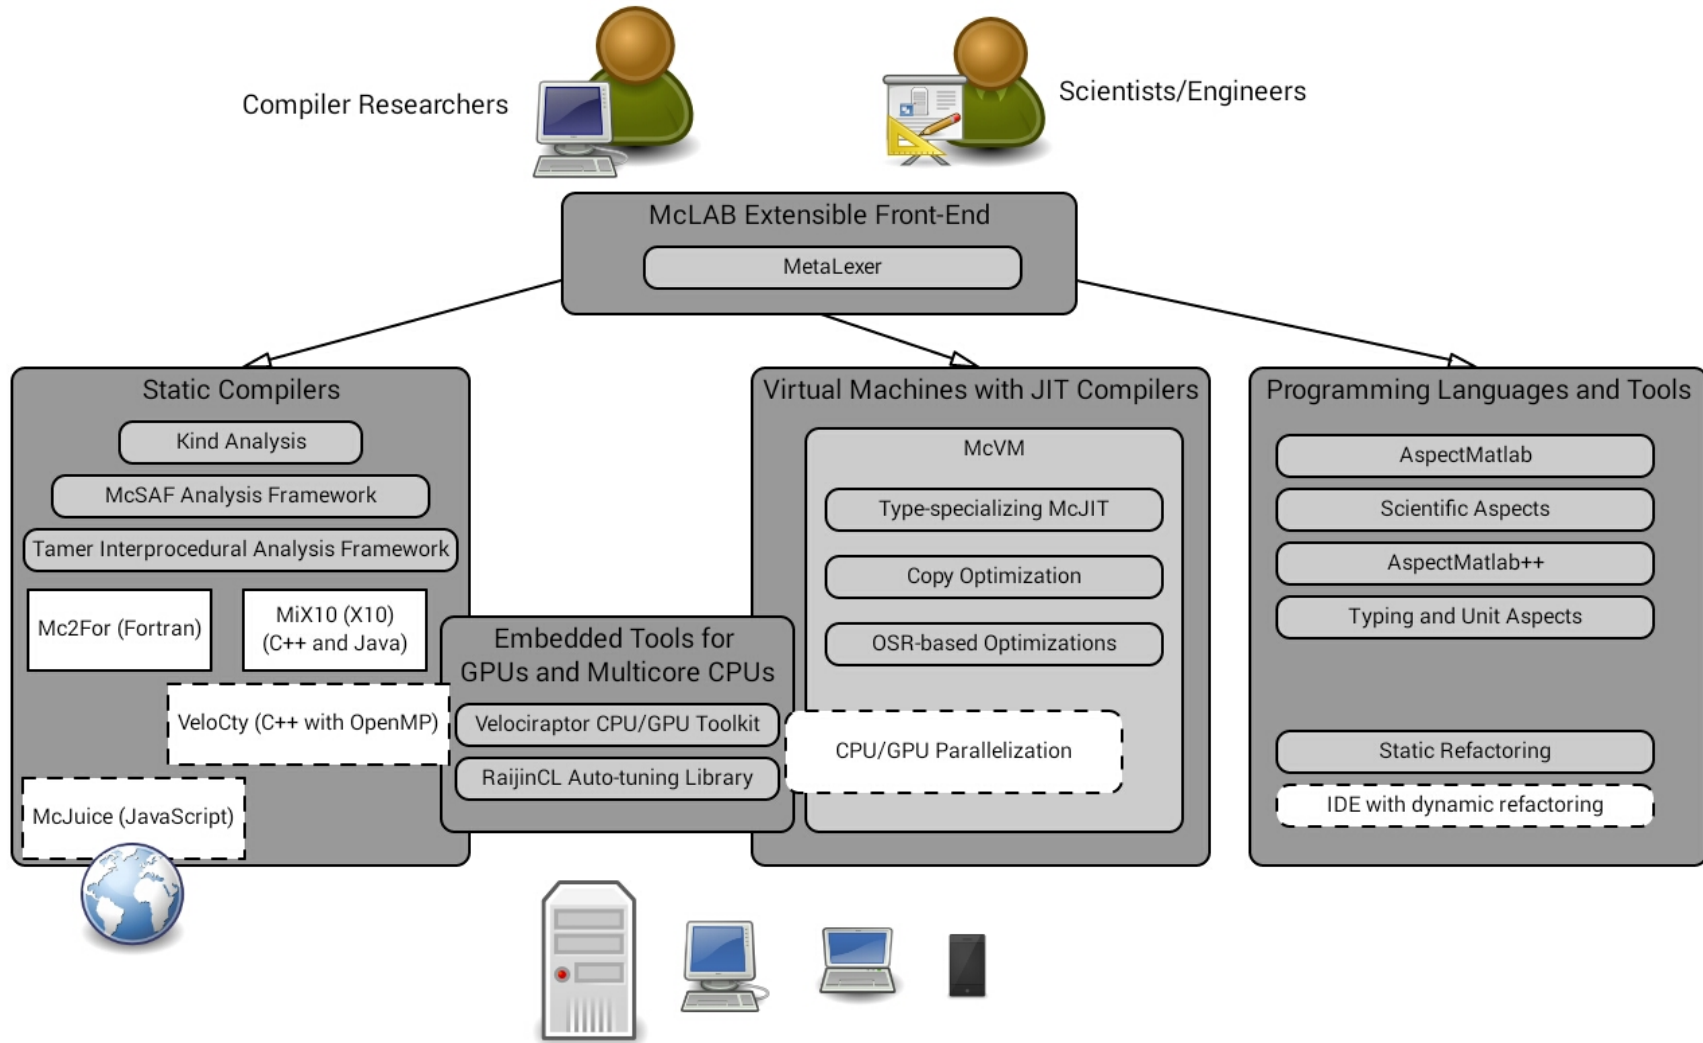 Compiler Researchers
Scientists/Engineers
McLAB Extensible Front-End
MetaLexer
Static Compilers
Kind Analysis
McSAF Analysis Framework
Tamer Interprocedural Analysis Framework
Mc2For (Fortran)
MiX10 (X10)
(C++ and Java)
VeloCty (C++ with OpenMP)
McJuice (JavaScript)
Embedded Tools for
GPUs and Multicore CPUs
Velociraptor CPU/GPU Toolkit
RaijinCL Auto-tuning Library
Virtual Machines with JIT Compilers
McVM
Type-specializing McJIT
Copy Optimization
OSR-based Optimizations
CPU/GPU Parallelization
Programming Languages and Tools
AspectMatlab
Scientific Aspects
AspectMatlab++
Typing and Unit Aspects
Static Refactoring
IDE with dynamic refactoring